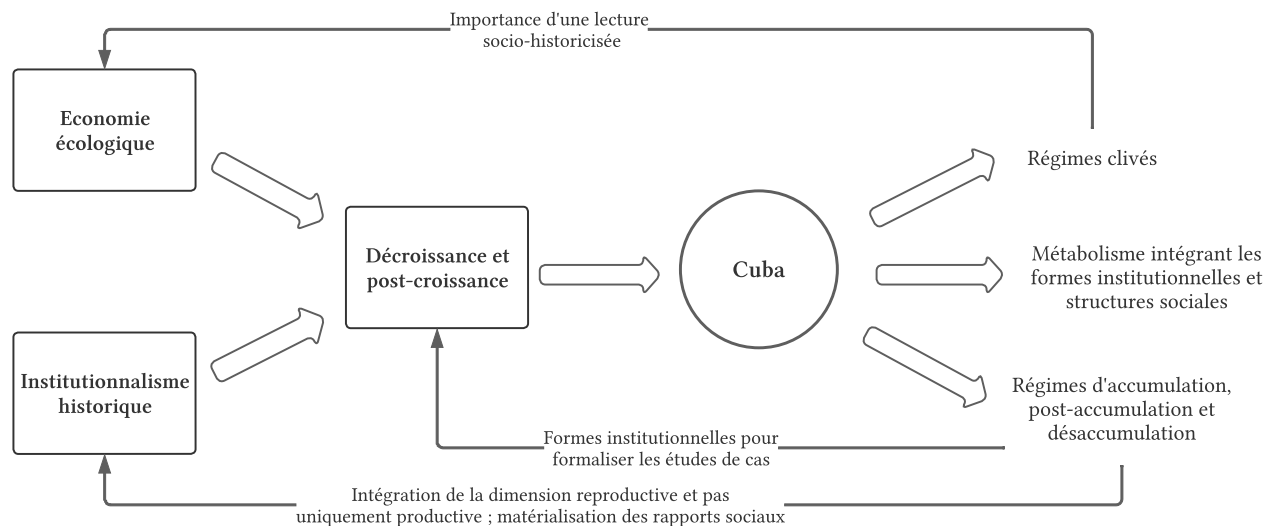 Importance d'une lecture
socio-historicisée
Economie
écologique
Régimes clivés
Décroissance et
post-croissance
Cuba
Métabolisme intégrant les
formes institutionnelles et
structures sociales
Institutionnalisme
historique
Régimes d'accumulation,
post-accumulation et
désaccumulation
Formes institutionnelles pour
formaliser les études de cas
Intégration de la dimension reproductive et pas
uniquement productive ; matérialisation des rapports sociaux